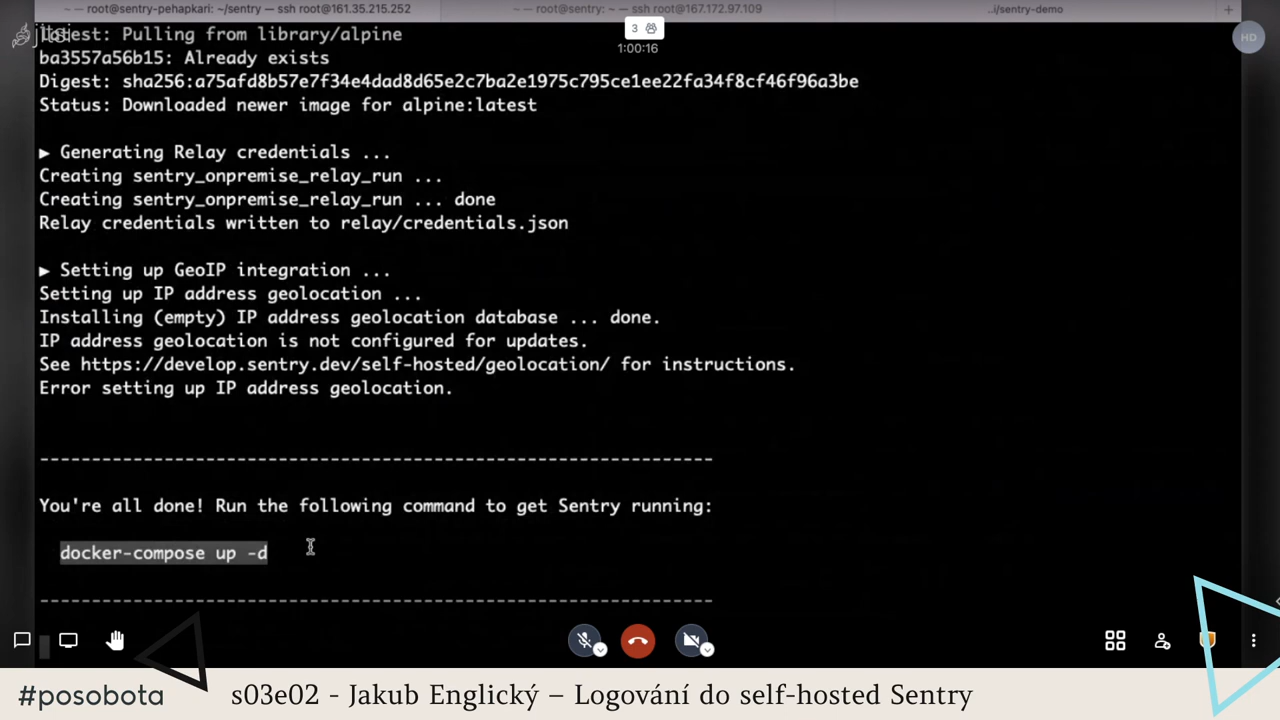 ~ — root@sentry-pehapkari: ~/sentry — ssh root@161.35.215.252
~ — root@sentry: ~ — ssh root@167.172.97.109
..i/sentry-demo
+
3
1:00:16
HD
Pulling from library/alpine
ba3557a56b15: Already exists
Digest: sha256:a75afd8b57e7f34e4dad8d65e2c7ba2e1975c795ce1ee22fa34f8cf46f96a3be
Status: Downloaded newer image for alpine:latest
▶ Generating Relay credentials ...
Creating sentry_onpremise_relay_run ...
Creating sentry_onpremise_relay_run ... done
Relay credentials written to relay/credentials.json
▶ Setting up GeoIP integration ...
Setting up IP address geolocation ...
Installing (empty) IP address geolocation database ... done.
IP address geolocation is not configured for updates.
See https://develop.sentry.dev/self-hosted/geolocation/ for instructions.
Error setting up IP address geolocation.
-----------------------------------------------------------------
You're all done! Run the following command to get Sentry running:
docker-compose up -d
-----------------------------------------------------------------
#posobota
s03e02 - Jakub Englický – Logování do self-hosted Sentry